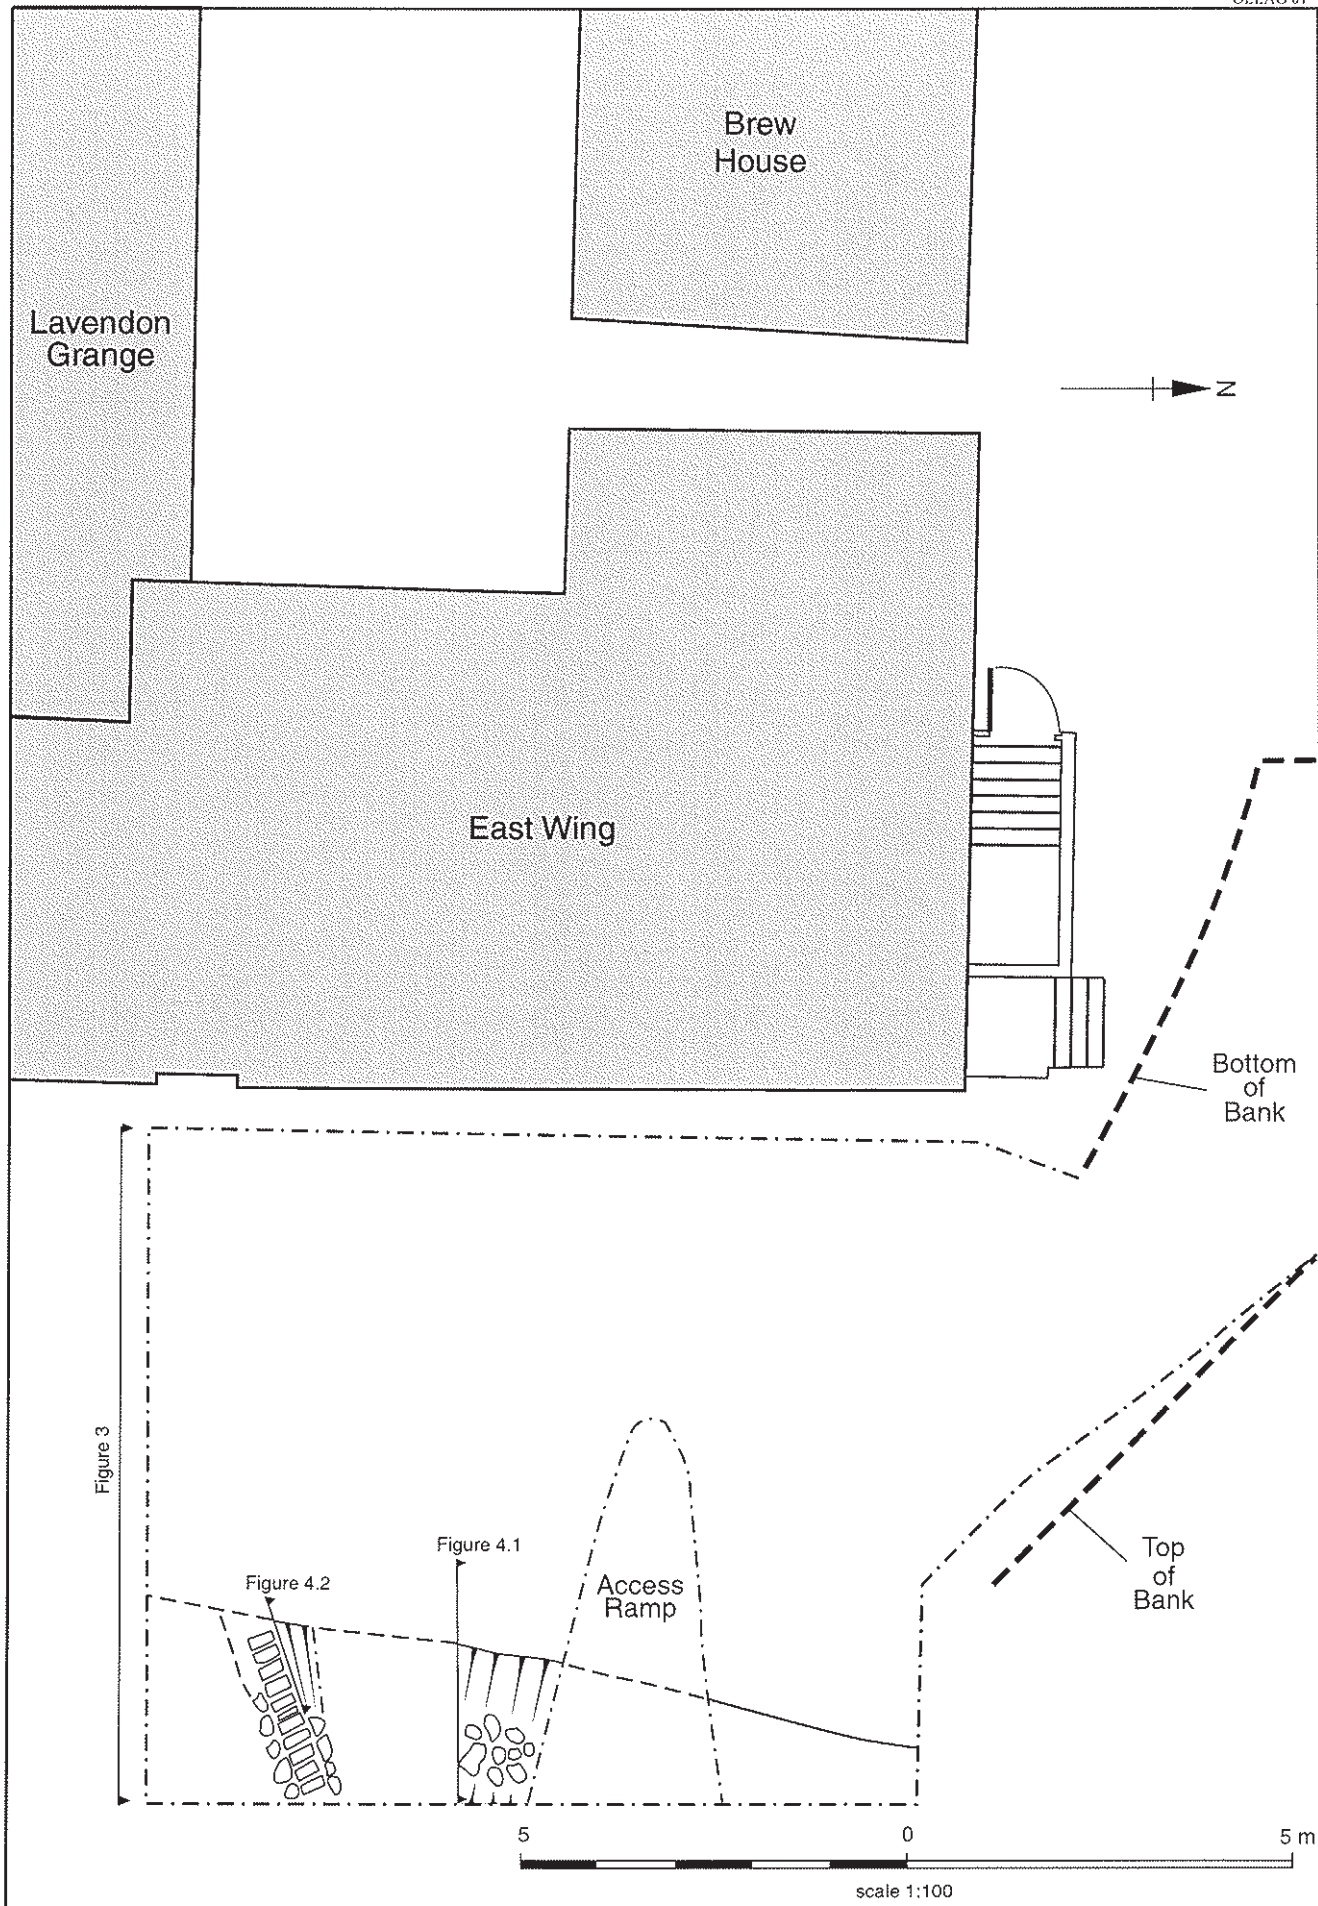 Brew
House
Lavendon
Grange
N
East Wing
Bottom
of
Bank
Figure 3
Figure 4.1
Figure 4.2
Access
Ramp
Top
of
Bank
5
0
5 m
scale 1:100